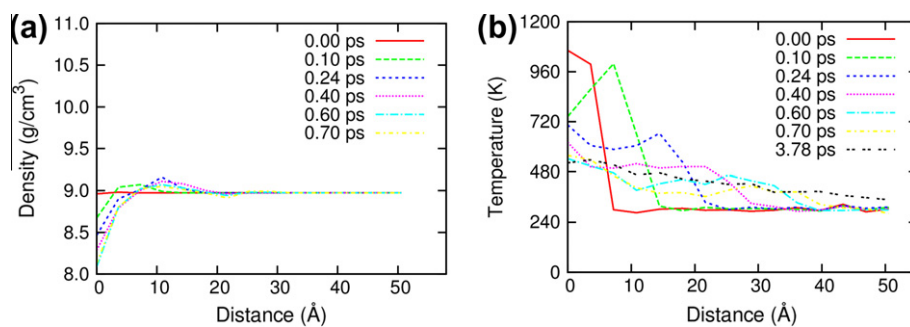 (a)
Density (g/cm³)
11.0
10.5
10.0
9.5
9.0
8.5
8.0
0.00 ps
0.10 ps
0.24 ps
0.40 ps
0.60 ps
0.70 ps
0 10 20 30 40 50
Distance (Å)
(b)
Temperature (K)
1200
960
720
480
240
0
0.00 ps
0.10 ps
0.24 ps
0.40 ps
0.60 ps
0.70 ps
3.78 ps
0 10 20 30 40 50
Distance (Å)